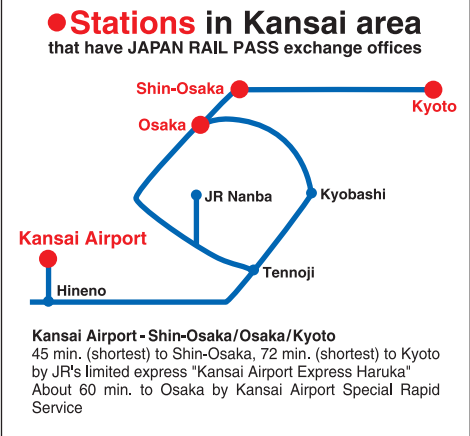 ●Stations in Kansai area
that have JAPAN RAIL PASS exchange offices
Shin-Osaka
Kyoto
Osaka
JR Nanba
Kyobashi
Kansai Airport
Tennoji
Hineno
Kansai Airport - Shin-Osaka/Osaka/Kyoto
45 min. (shortest) to Shin-Osaka, 72 min. (shortest) to Kyoto
by JR's limited express "Kansai Airport Express Haruka"
About 60 min. to Osaka by Kansai Airport Special Rapid
Service